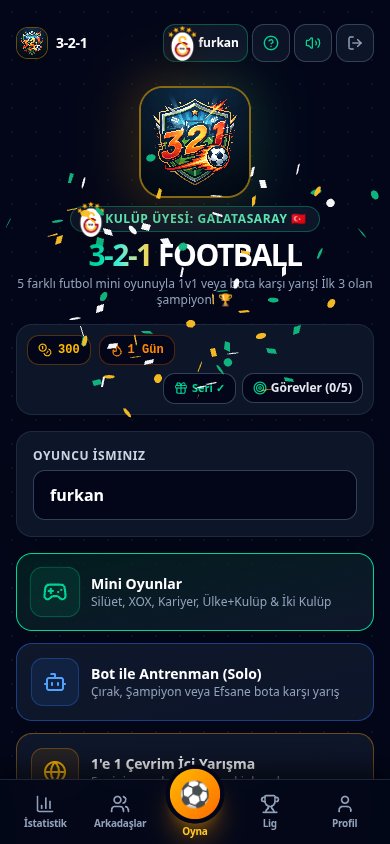 3-2-1
furkan
321
KULÜP ÜYESİ: GALATASARAY
3-2-1 FOOTBALL
5 farklı futbol mini oyunuyla 1v1 veya bota karşı yarış! İlk 3 olan
şampiyon!
300
1 Gün
Seri ✓
Görevler (0/5)
OYUNCU İSMINIZ
furkan
Mini Oyunlar
Silüet, XOX, Kariyer, Ülke+Kulüp & İki Kulüp
Bot ile Antrenman (Solo)
Çırak, Şampiyon veya Efsane bota karşı yarış
1'e 1 Çevrim İçi Yarışma
İstatistik
Arkadaşlar
Oyna
Lig
Profil